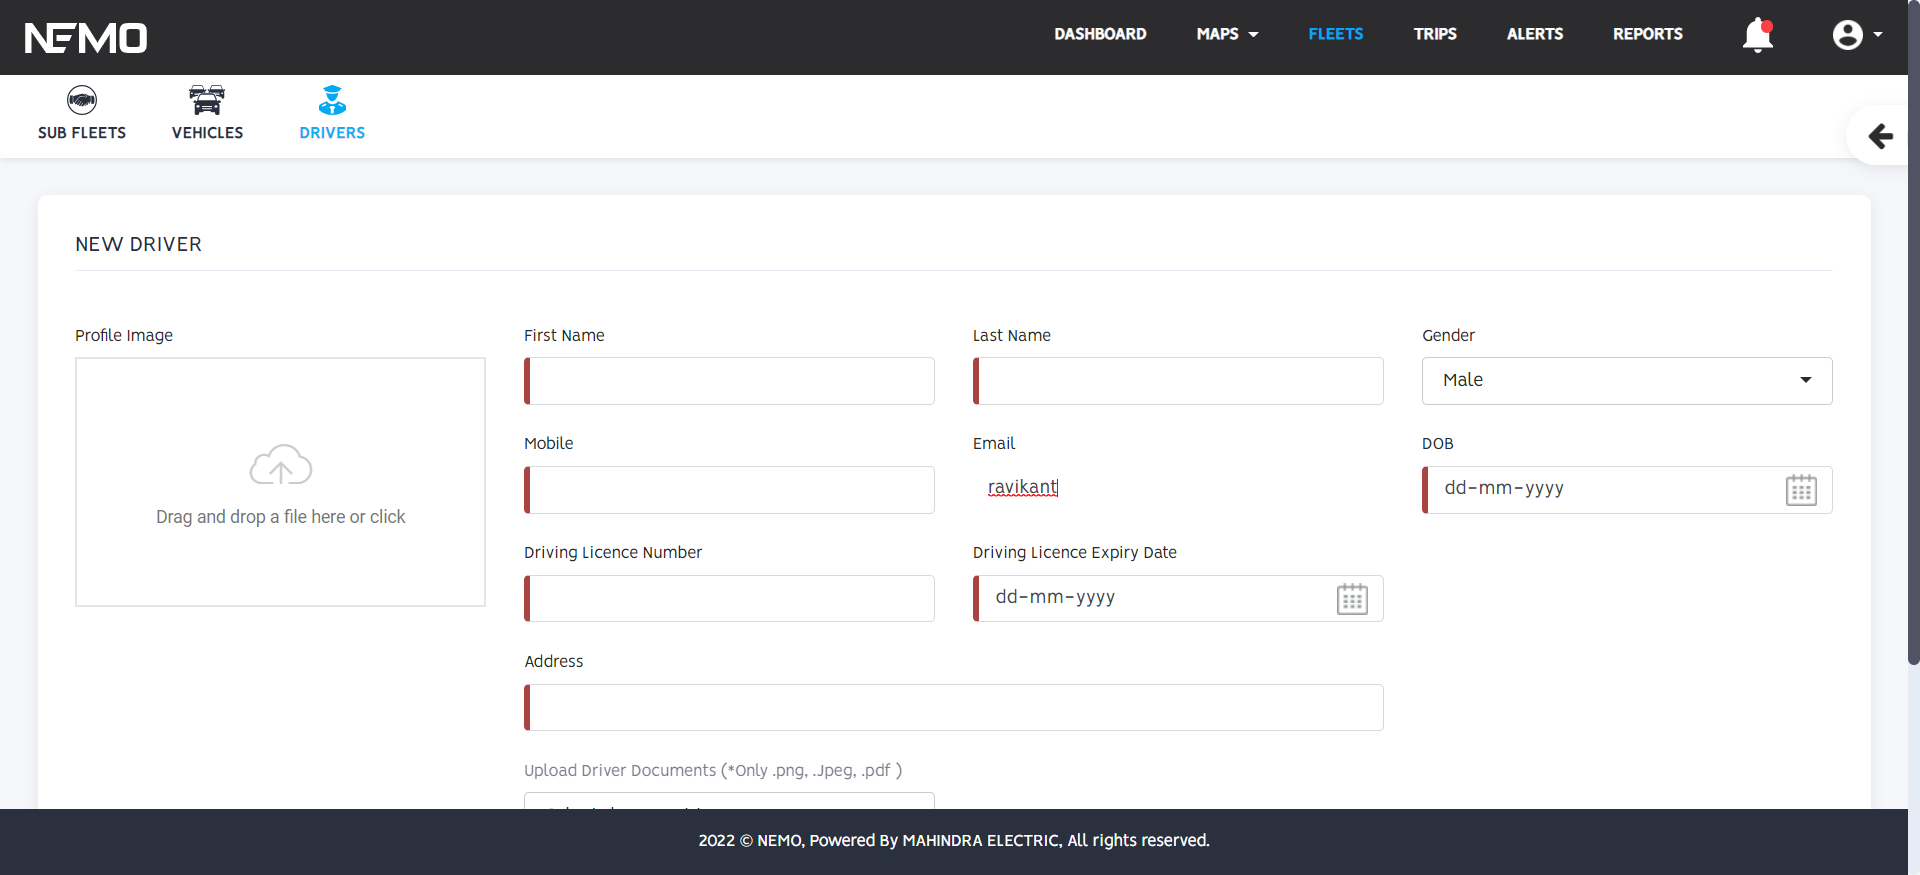 NEMO
DASHBOARD MAPS FLEETS TRIPS ALERTS REPORTS
SUB FLEETS VEHICLES DRIVERS
NEW DRIVER
Profile Image
Drag and drop a file here or click
First Name
Last Name
Gender
Male
Mobile
Email
ravikant
DOB
dd-mm-yyyy
Driving Licence Number
Driving Licence Expiry Date
dd-mm-yyyy
Address
Upload Driver Documents (*Only .png, .Jpeg, .pdf )
2022 © NEMO, Powered By MAHINDRA ELECTRIC, All rights reserved.